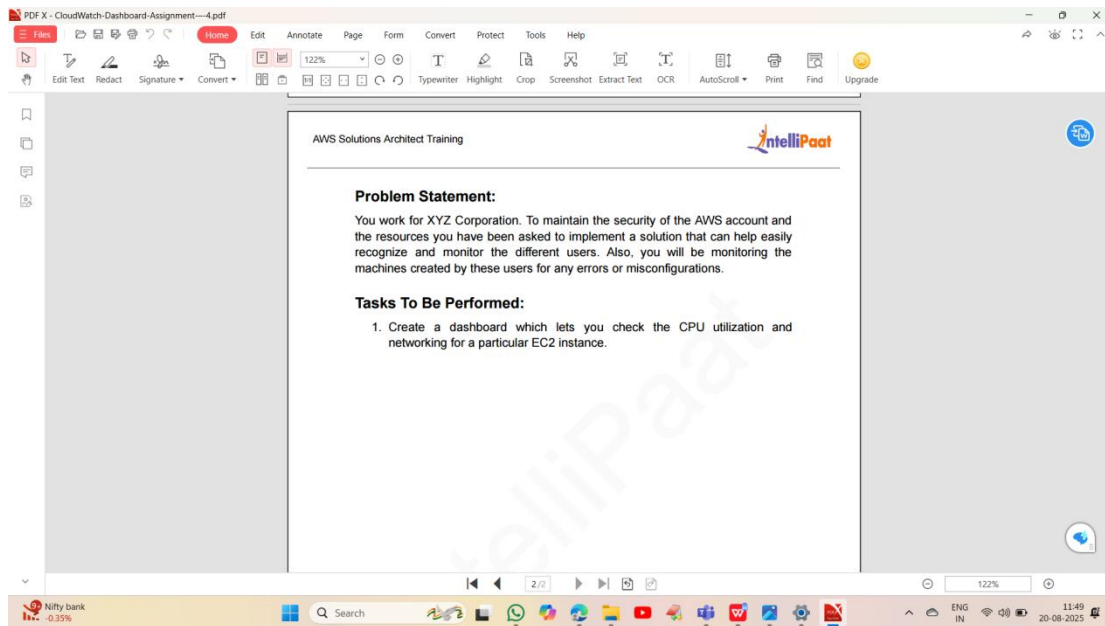 PDF X - CloudWatch-Dashboard-Assignment----4.pdf
Files
Home Edit Annotate Page Form Convert Protect Tools Help
122%
Edit Text Redact Signature Convert Typewriter Highlight Crop Screenshot Extract Text OCR AutoScroll Print Find Upgrade
AWS Solutions Architect Training
IntelliPaat
Problem Statement:
You work for XYZ Corporation. To maintain the security of the AWS account and
the resources you have been asked to implement a solution that can help easily
recognize and monitor the different users. Also, you will be monitoring the
machines created by these users for any errors or misconfigurations.
Tasks To Be Performed:
1. Create a dashboard which lets you check the CPU utilization and
networking for a particular EC2 instance.
IntelliPaat
2/2
122%
Nifty bank
-0.35%
Search
ENG
IN
11:49
20-08-2025